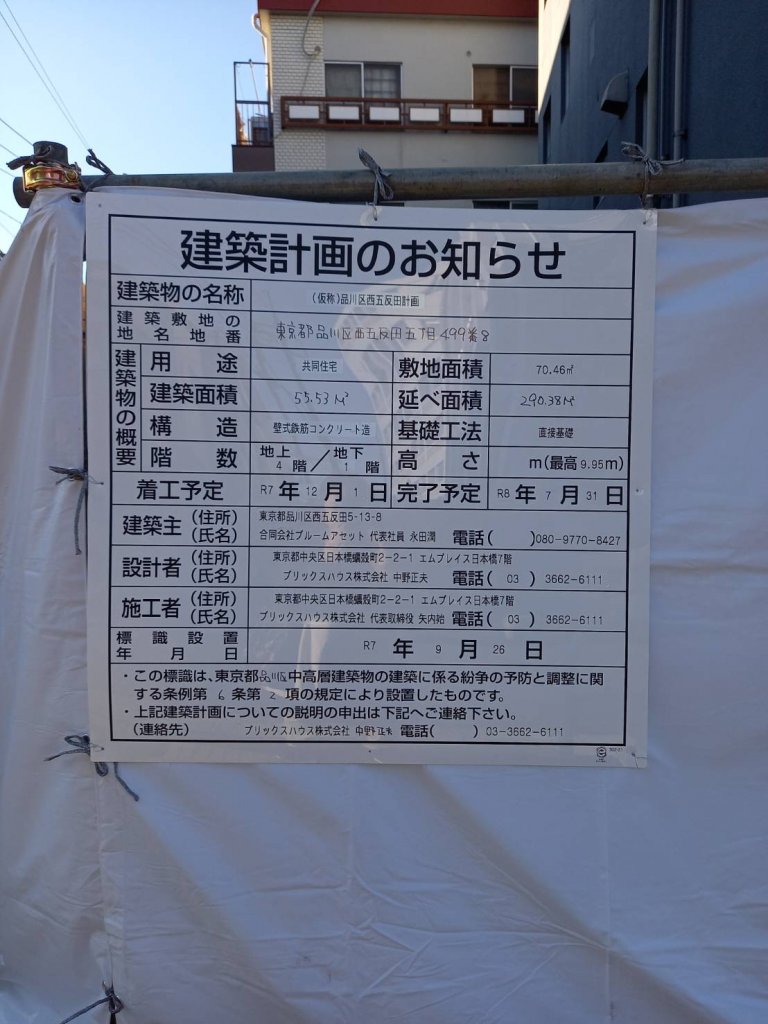 建築計画のお知らせ
建築物の名称 (仮称)品川区西五反田計画
建築敷地の地名地番 東京都品川区西五反田五丁目499番8
建築物の概要
用途 共同住宅 敷地面積 70.46㎡
建築面積 55.53㎡ 延べ面積 290.38㎡
構造 壁式鉄筋コンクリート造 基礎工法 直接基礎
階数 地上4階/地下1階 高さ m(最高 9.95m)
着工予定 R7年12月1日 完了予定 R8年7月31日
建築主 (住所) 東京都品川区西五反田5-13-8
(氏名) 合同会社ブルームアセット 代表社員 永田潤 電話( )080-9770-8427
設計者 (住所) 東京都中央区日本橋蠣殻町2-2-1 エムプレイス日本橋7階
(氏名) ブリックスハウス株式会社 中野正夫 電話( 03 ) 3662-6111
施工者 (住所) 東京都中央区日本橋蠣殻町2-2-1 エムプレイス日本橋7階
(氏名) ブリックスハウス株式会社 代表取締役 矢内始 電話( 03 ) 3662-6111
標識設置年月日 R7年9月26日
・この標識は、東京都品川区中高層建築物の建築に係る紛争の予防と調整に関
する条例第6条第2項の規定により設置したものです。
・上記建築計画についての説明の申出は下記へご連絡下さい。
(連絡先) ブリックスハウス株式会社 中野正夫 電話( ) 03-3662-6111